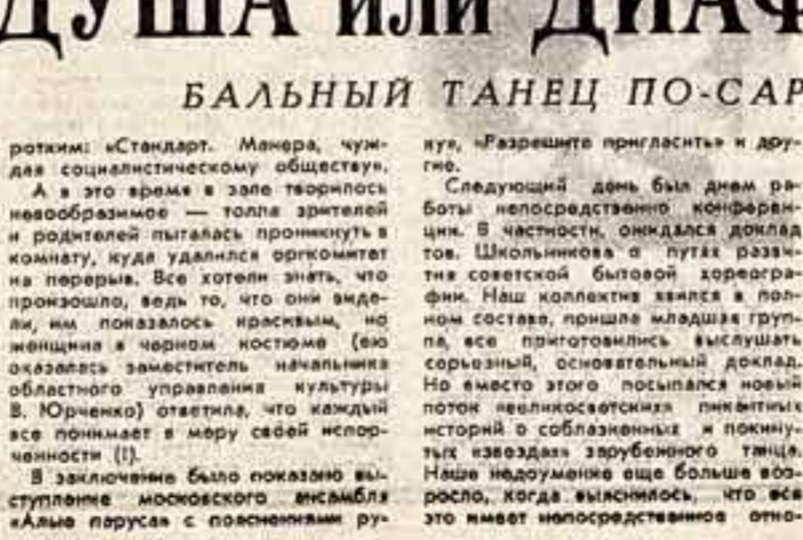 ДУША или ДИАФ
БАЛЬНЫЙ ТАНЕЦ ПО-САР
ротким: «Стандарт. Манера, чуж-
дая социалистическому обществу».
А в это время в зале творилось
невообразимое — толпа зрителей
и родителей пыталась проникнуть в
комнату, куда удалился оргкомитет
на перерыв. Все хотели знать, что
произошло, ведь то, что они виде-
ли, им показалось красивым, но
женщина в черном костюме (ею
оказалась заместитель начальника
областного управления культуры
В. Юрченко) ответила, что каждый
все понимает в меру своей испор-
ченности (!).
В заключение было показано вы-
ступление московского ансамбля
«Алые паруса» с пояснениями ру-
ну», «Разрешите пригласить» и дру-
гие.
Следующий день был днем ра-
боты непосредственно конферен-
ции. В частности, ожидался доклад
тов. Школьникова о путях разви-
тия советской бытовой хореогра-
фии. Наш коллектив явился в пол-
ном составе, пришла младшая груп-
па, все приготовились выслушать
серьезный, основательный доклад.
Но вместо этого посыпался новый
поток «великосветских» пикантных
историй о соблазненных и покину-
тых «звездах» зарубежного танца.
Наше недоумение еще больше воз-
росло, когда выяснилось, что все
это имеет непосредственное отно-